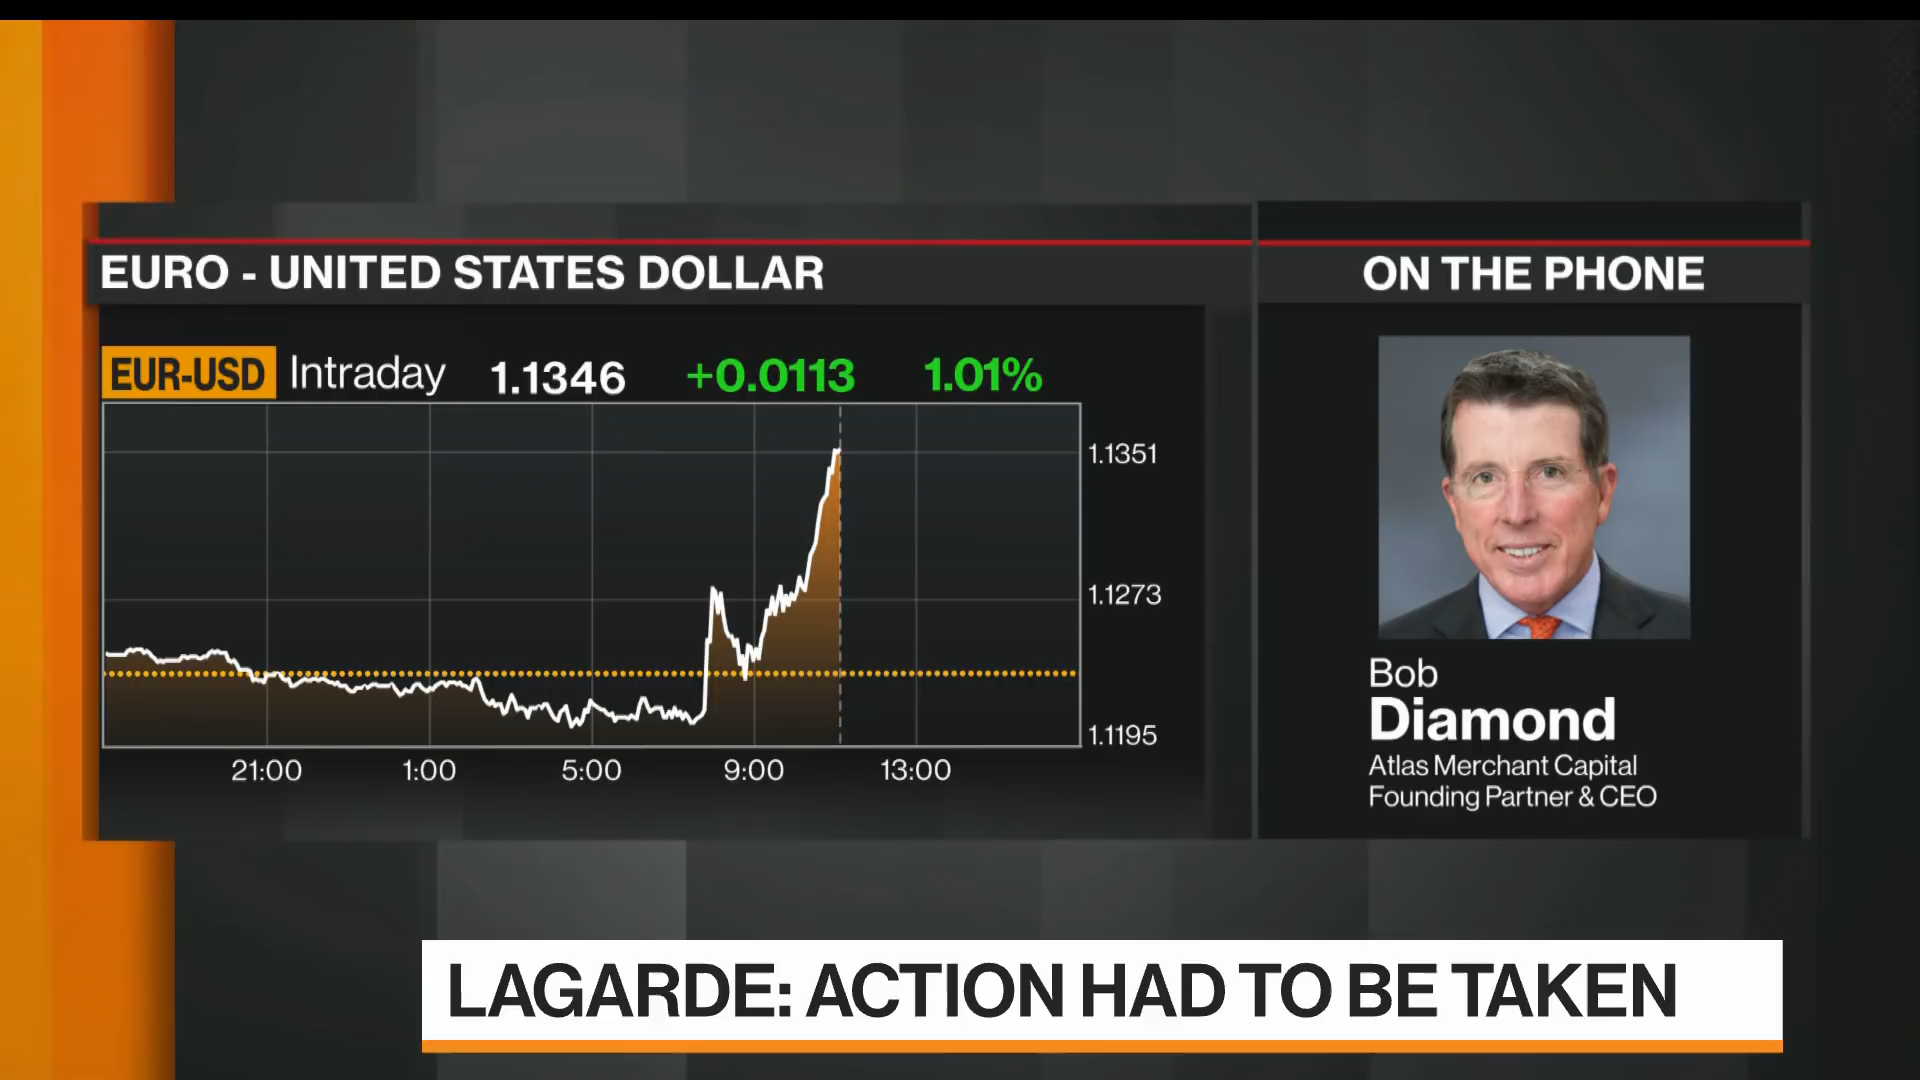 EURO - UNITED STATES DOLLAR
EUR-USD Intraday 1.1346 +0.0113 1.01%
1.1351
1.1273
1.1195
21:00 1:00 5:00 9:00 13:00
ON THE PHONE
Bob
Diamond
Atlas Merchant Capital
Founding Partner & CEO
LAGARDE: ACTION HAD TO BE TAKEN